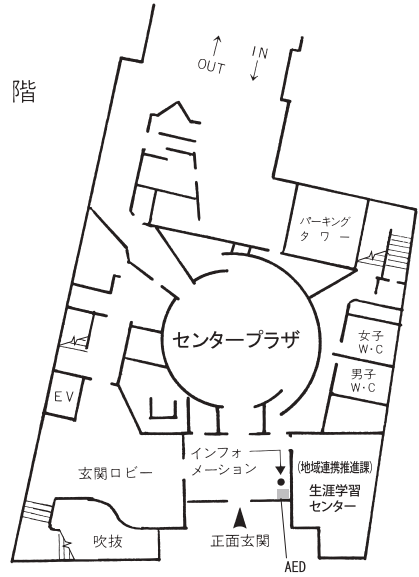 OUT
IN
階
パーキング
タワー
センタープラザ
女子
W・C
男子
W・C
EV
玄関ロビー
インフォ
メーション
(地域連携推進課)
生涯学習
センター
吹抜
正面玄関
AED